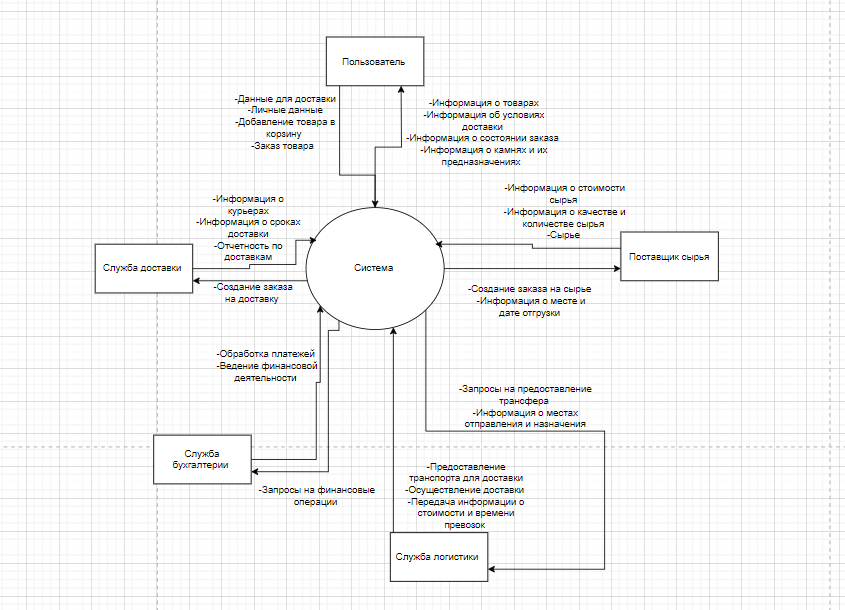 Пользователь
-Данные для доставки
-Личные данные
-Добавление товара в
корзину
-Заказ товара
-Информация о товарах
-Информация об условиях
доставки
-Информация о состоянии заказа
-Информация о камнях и их
предназначениях
-Информация о
курьерах
-Информация о сроках
доставки
-Отчетность по
доставкам
Служба доставки
-Создание заказа
на доставку
Система
-Информация о стоимости
сырья
-Информация о качестве и
количестве сырья
-Сырье
Поставщик сырья
-Создание заказа на сырье
-Информация о месте и
дате отгрузки
-Обработка платежей
-Ведение финансовой
деятельности
Служба
бухгалтерии
-Запросы на финансовые
операции
-Запросы на предоставление
трансфера
-Информация о местах
отправления и назначения
-Предоставление
транспорта для доставки
-Осуществление доставки
-Передача информации о
стоимости и времени
превозок
Служба логистики